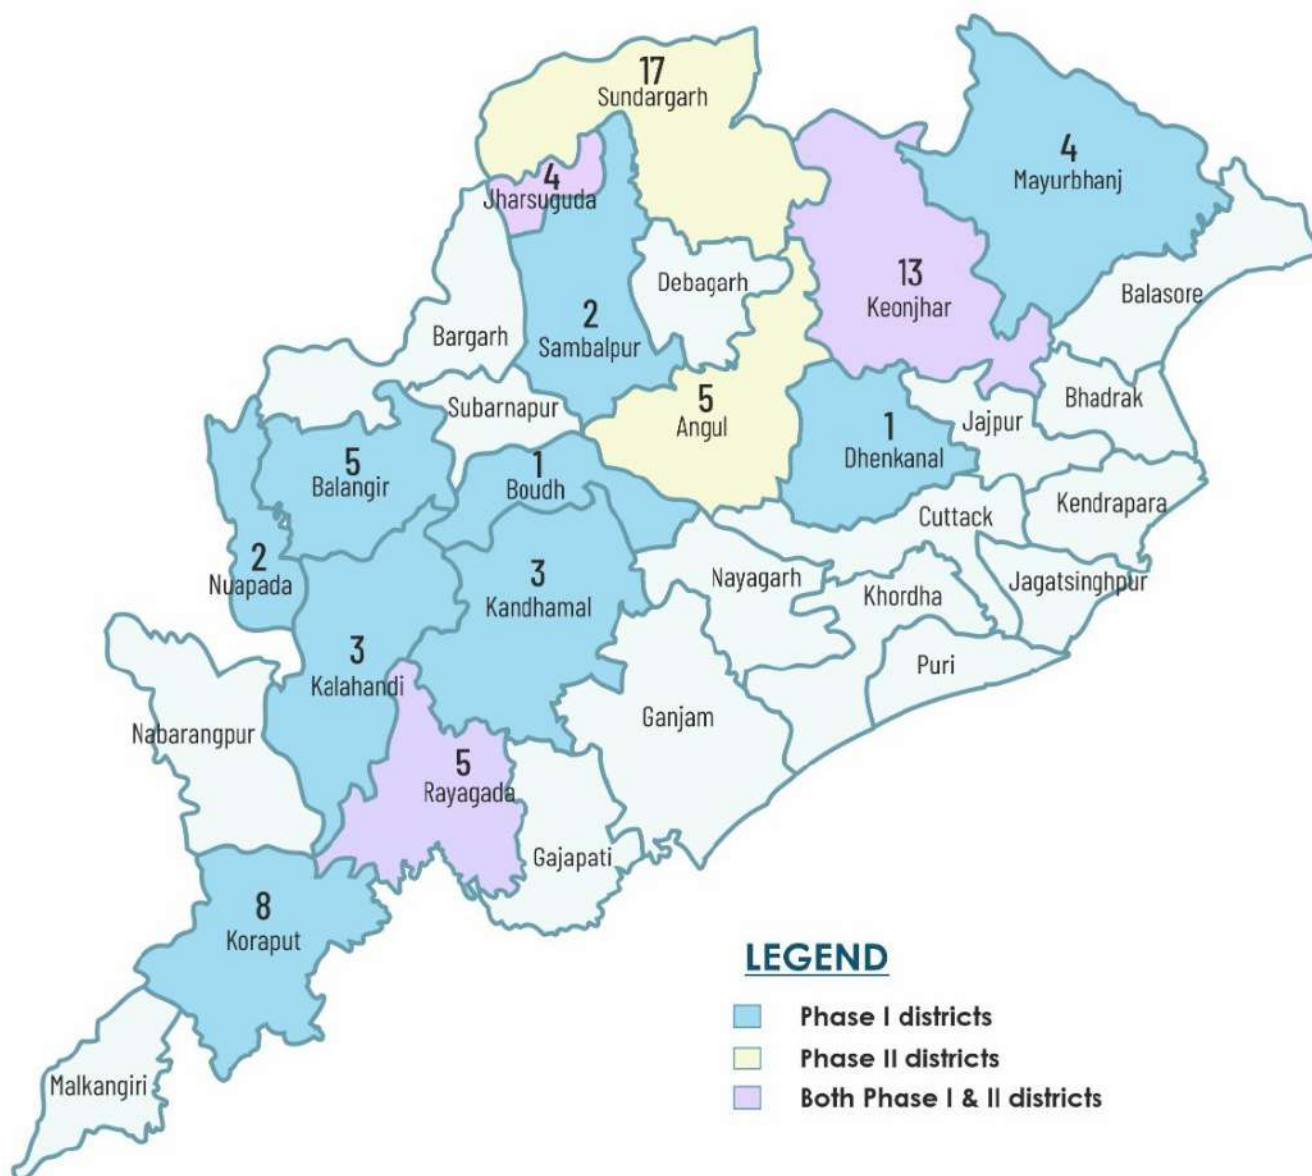 17
Sundargarh
4
Jharsuguda
4
Mayurbhanj
13
Keonjhar
Debagarh
Balasore
2
Sambalpur
Bargarh
Subarnapur
5
Angul
1
Dhenkanal
Jajpur
Bhadrak
5
Balangir
1
Boudh
Cuttack
Kendrapara
2
Nuapada
3
Kandhamal
Nayagarh
Khordha
Jagatsinghpur
3
Kalahandi
Puri
Ganjam
Nabarangpur
5
Rayagada
Gajapati
8
Koraput
Malkangiri
LEGEND
Phase I districts
Phase II districts
Both Phase I & II districts